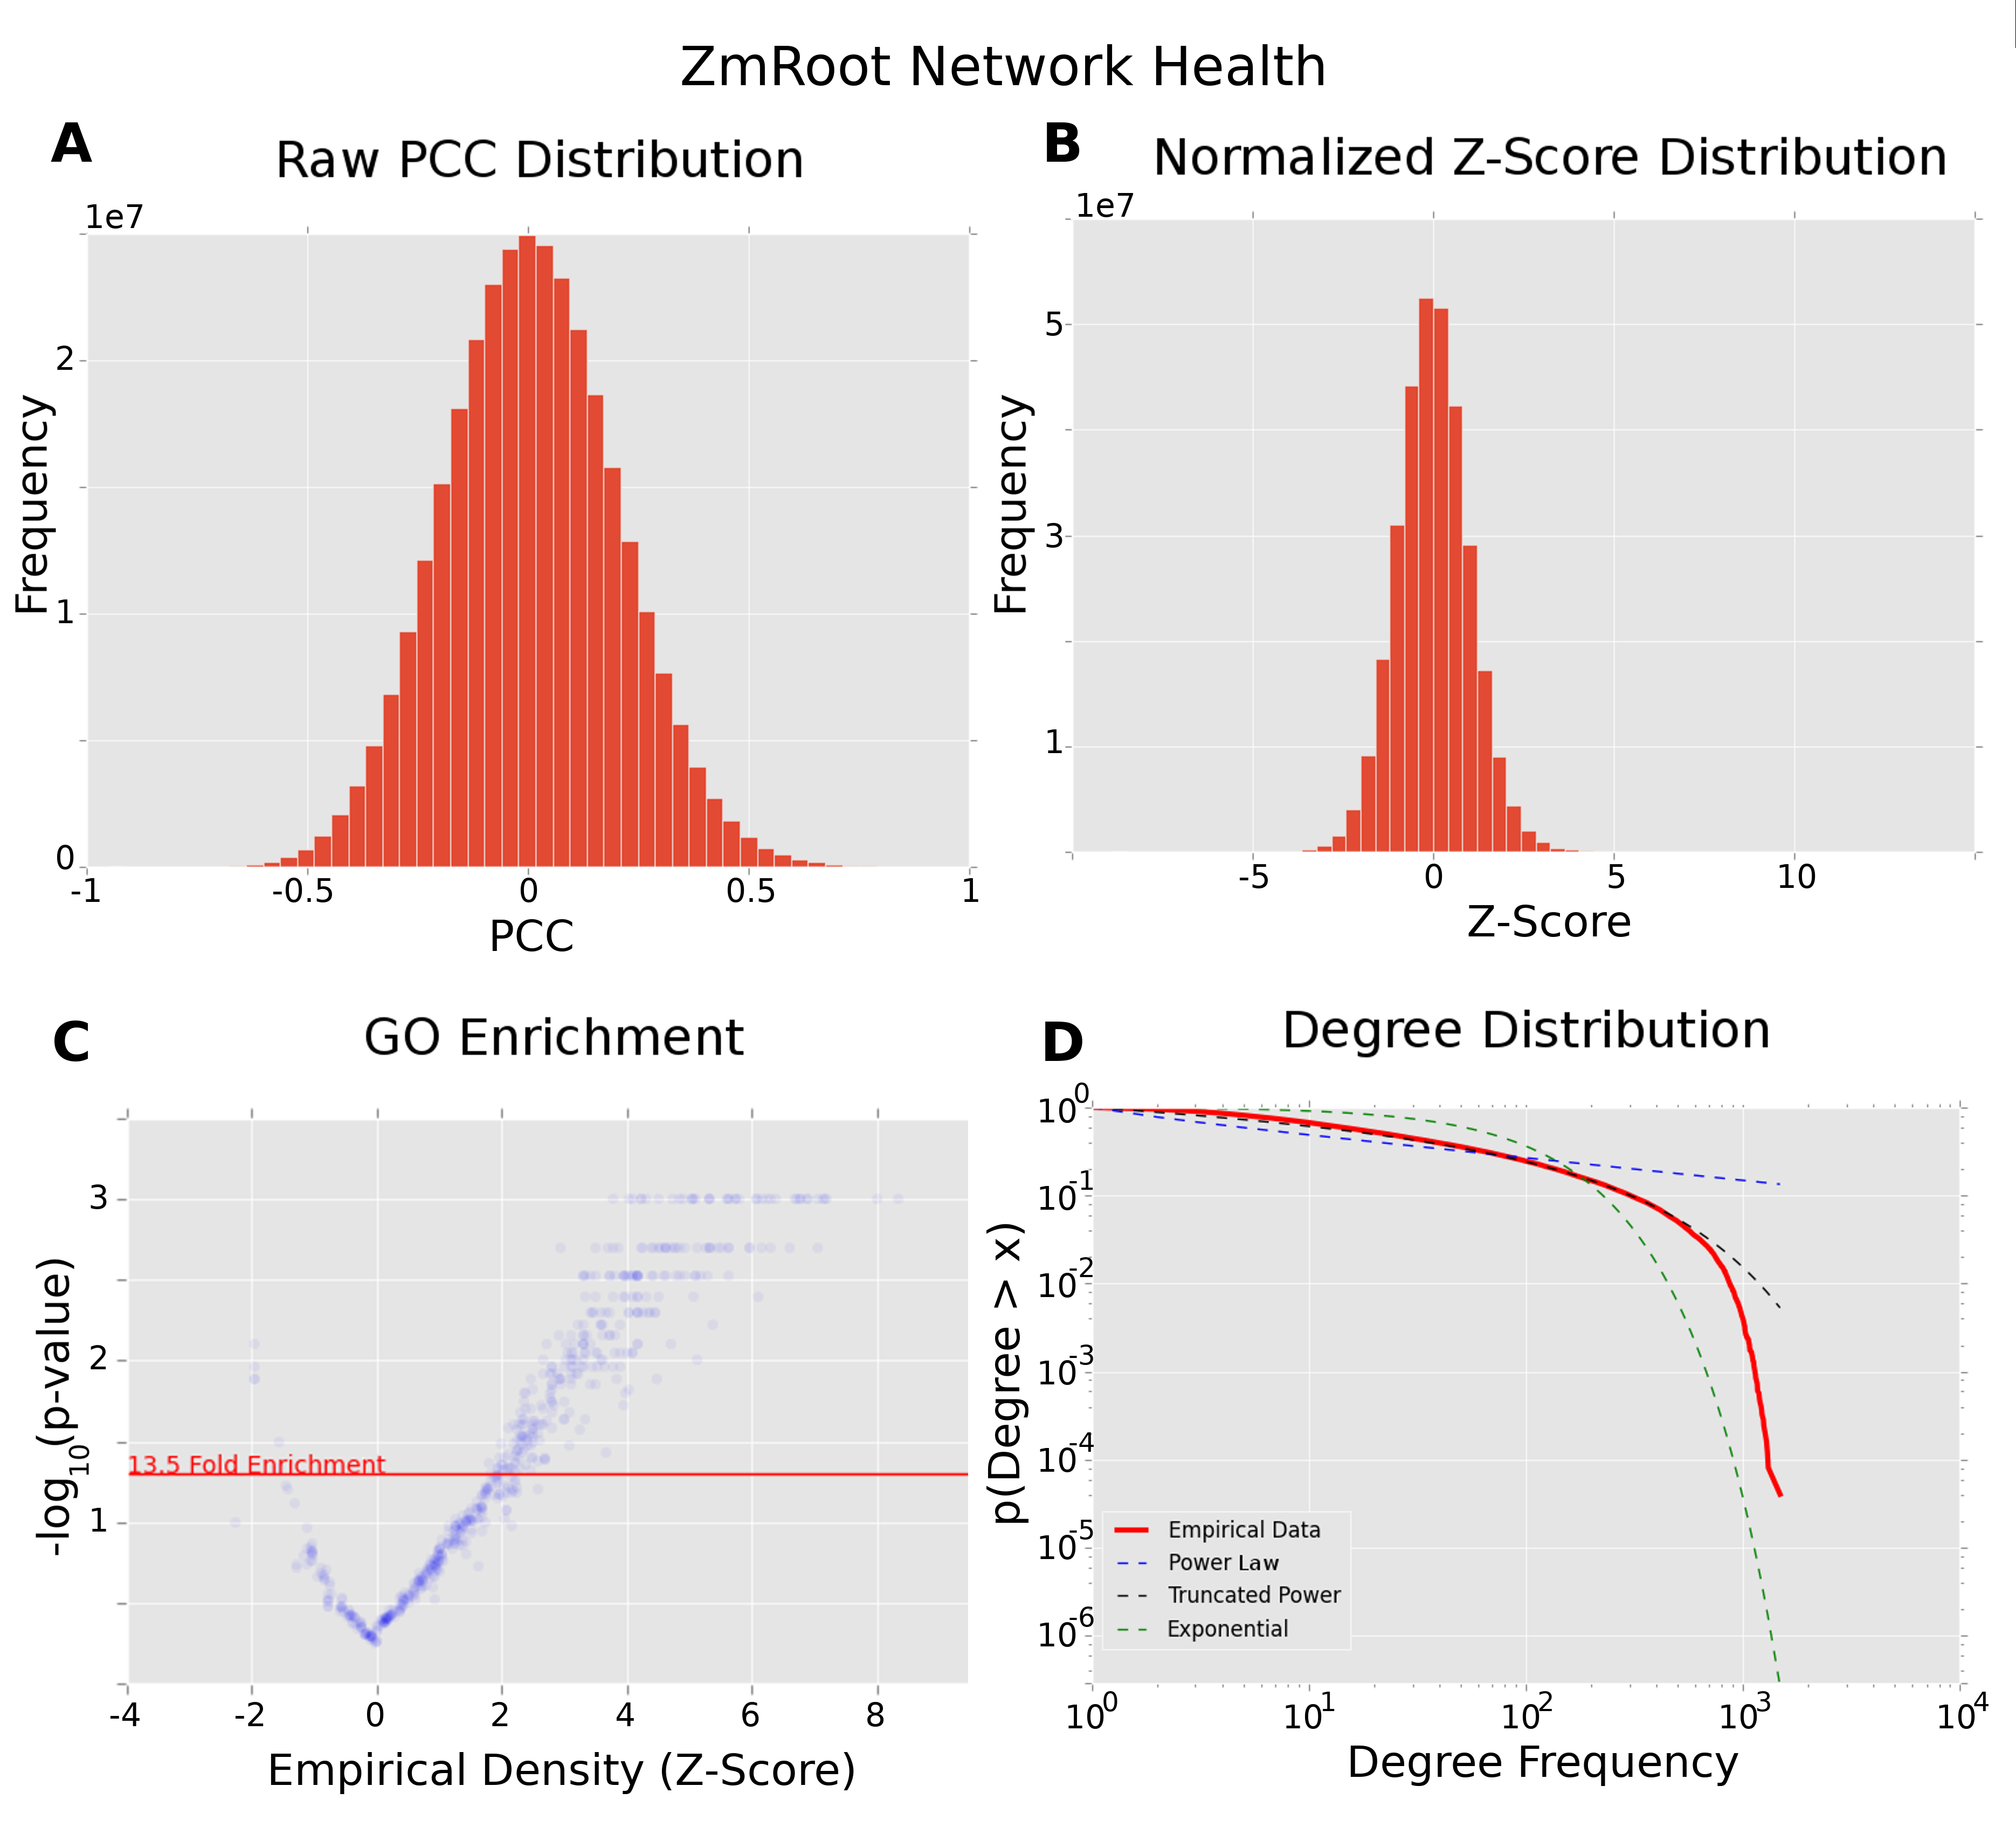 ZmRoot Network Health
A
Raw PCC Distribution
1e7
2
1
0
Frequency
-1 -0.5 0 0.5 1
PCC
B
Normalized Z-Score Distribution
1e7
5
3
1
Frequency
-5 0 5 10
Z-Score
C
GO Enrichment
3
2
1
-log10(p-value)
13.5 Fold Enrichment
-4 -2 0 2 4 6 8
Empirical Density (Z-Score)
D
Degree Distribution
10^0
10^-1
10^-2
10^-3
10^-4
10^-5
10^-6
p(Degree > x)
Empirical Data
Power Law
Truncated Power
Exponential
10^0 10^1 10^2 10^3 10^4
Degree Frequency